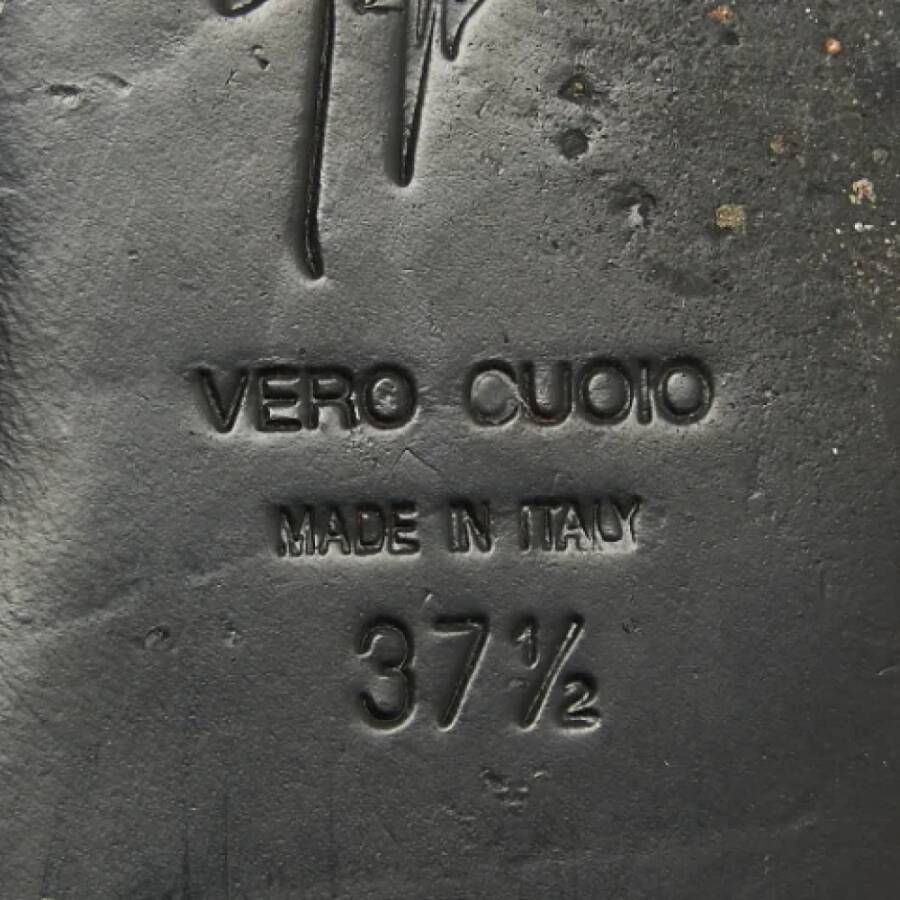 VERO CUOIO
MADE IN ITALY
37½